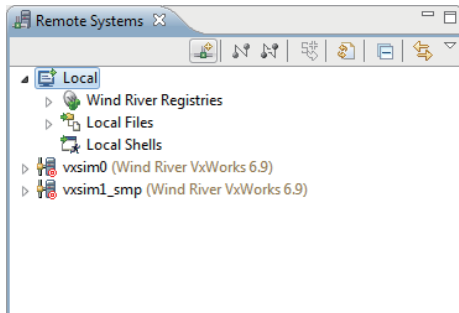 Remote Systems
Local
Wind River Registries
Local Files
Local Shells
vxsim0 (Wind River VxWorks 6.9)
vxsim1_smp (Wind River VxWorks 6.9)